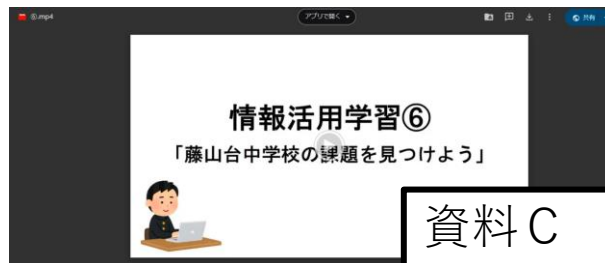 ⑥.mp4
アプリで開く
共有
情報活用学習⑥
「藤山台中学校の課題を見つけよう」
資料C